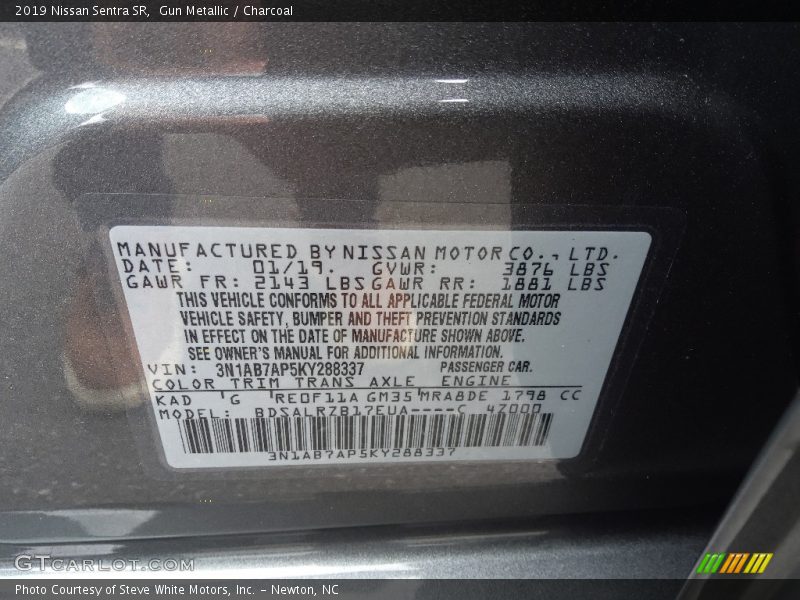 2019 Nissan Sentra SR, Gun Metallic / Charcoal
MANUFACTURED BY NISSAN MOTOR CO., LTD.
DATE: 01/19. GVWR: 3876 LBS
GAWR FR: 2143 LBS GAWR RR: 1881 LBS
THIS VEHICLE CONFORMS TO ALL APPLICABLE FEDERAL MOTOR
VEHICLE SAFETY, BUMPER AND THEFT PREVENTION STANDARDS
IN EFFECT ON THE DATE OF MANUFACTURE SHOWN ABOVE.
SEE OWNER'S MANUAL FOR ADDITIONAL INFORMATION.
VIN: 3N1AB7AP5KY288337 PASSENGER CAR.
COLOR TRIM TRANS AXLE ENGINE
KAD G RE0F11A GM35 MRA8DE 1798 CC
MODEL: BDSALRZB17EUA----C 4Z000
3N1AB7AP5KY288337
GTCarLot.com
Photo Courtesy of Steve White Motors, Inc. – Newton, NC